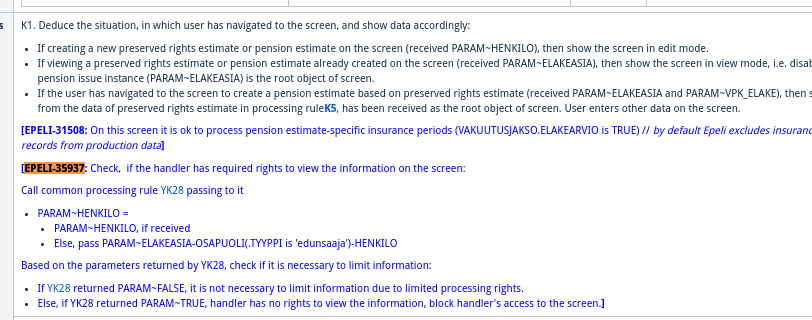 s
K1. Deduce the situation, in which user has navigated to the screen, and show data accordingly:
• If creating a new preserved rights estimate or pension estimate on the screen (received PARAM~HENKILO), then show the screen in edit mode.
• If viewing a preserved rights estimate or pension estimate already created on the screen (received PARAM~ELAKEASIA), then show the screen in view mode, i.e. disab
pension issue instance (PARAM~ELAKEASIA) is the root object of screen.
• If the user has navigated to the screen to create a pension estimate based on preserved rights estimate (received PARAM~ELAKEASIA and PARAM~VPK_ELAKE), then s
from the data of preserved rights estimate in processing ruleK5, has been received as the root object of screen. User enters other data on the screen.
[EPELI-31508: On this screen it is ok to process pension estimate-specific insurance periods (VAKUUTUSJAKSO.ELAKEARVIO is TRUE) // by default Epeli excludes insuranc
records from production data]
[EPELI-35937: Check, if the handler has required rights to view the information on the screen:
Call common processing rule YK28 passing to it
• PARAM~HENKILO =
• PARAM~HENKILO, if received
• Else, pass PARAM~ELAKEASIA-OSAPUOLI(.TYYPPI is 'edunsaaja')-HENKILO
Based on the parameters returned by YK28, check if it is necessary to limit information:
• If YK28 returned PARAM~FALSE, it is not necessary to limit information due to limited processing rights.
• Else, if YK28 returned PARAM~TRUE, handler has no rights to view the information, block handler's access to the screen.]